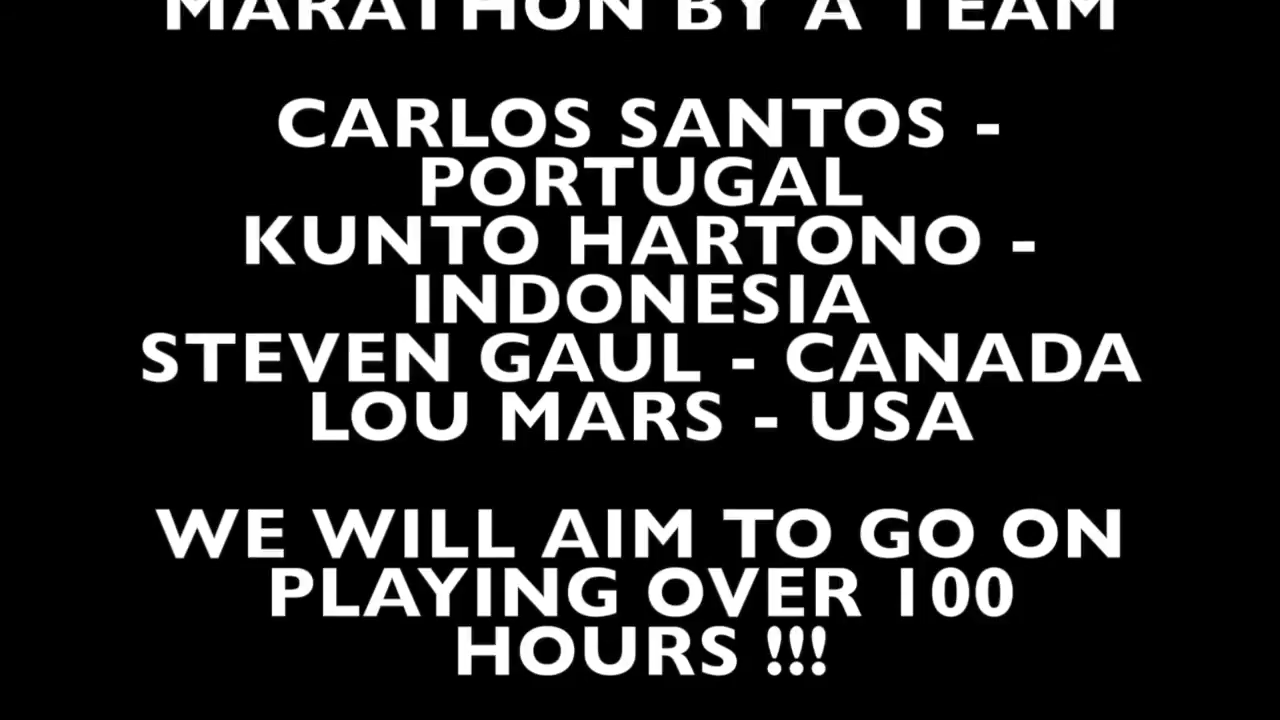 MARATHON BY A TEAM
CARLOS SANTOS -
PORTUGAL
KUNTO HARTONO -
INDONESIA
STEVEN GAUL - CANADA
LOU MARS - USA
WE WILL AIM TO GO ON
PLAYING OVER 100
HOURS !!!